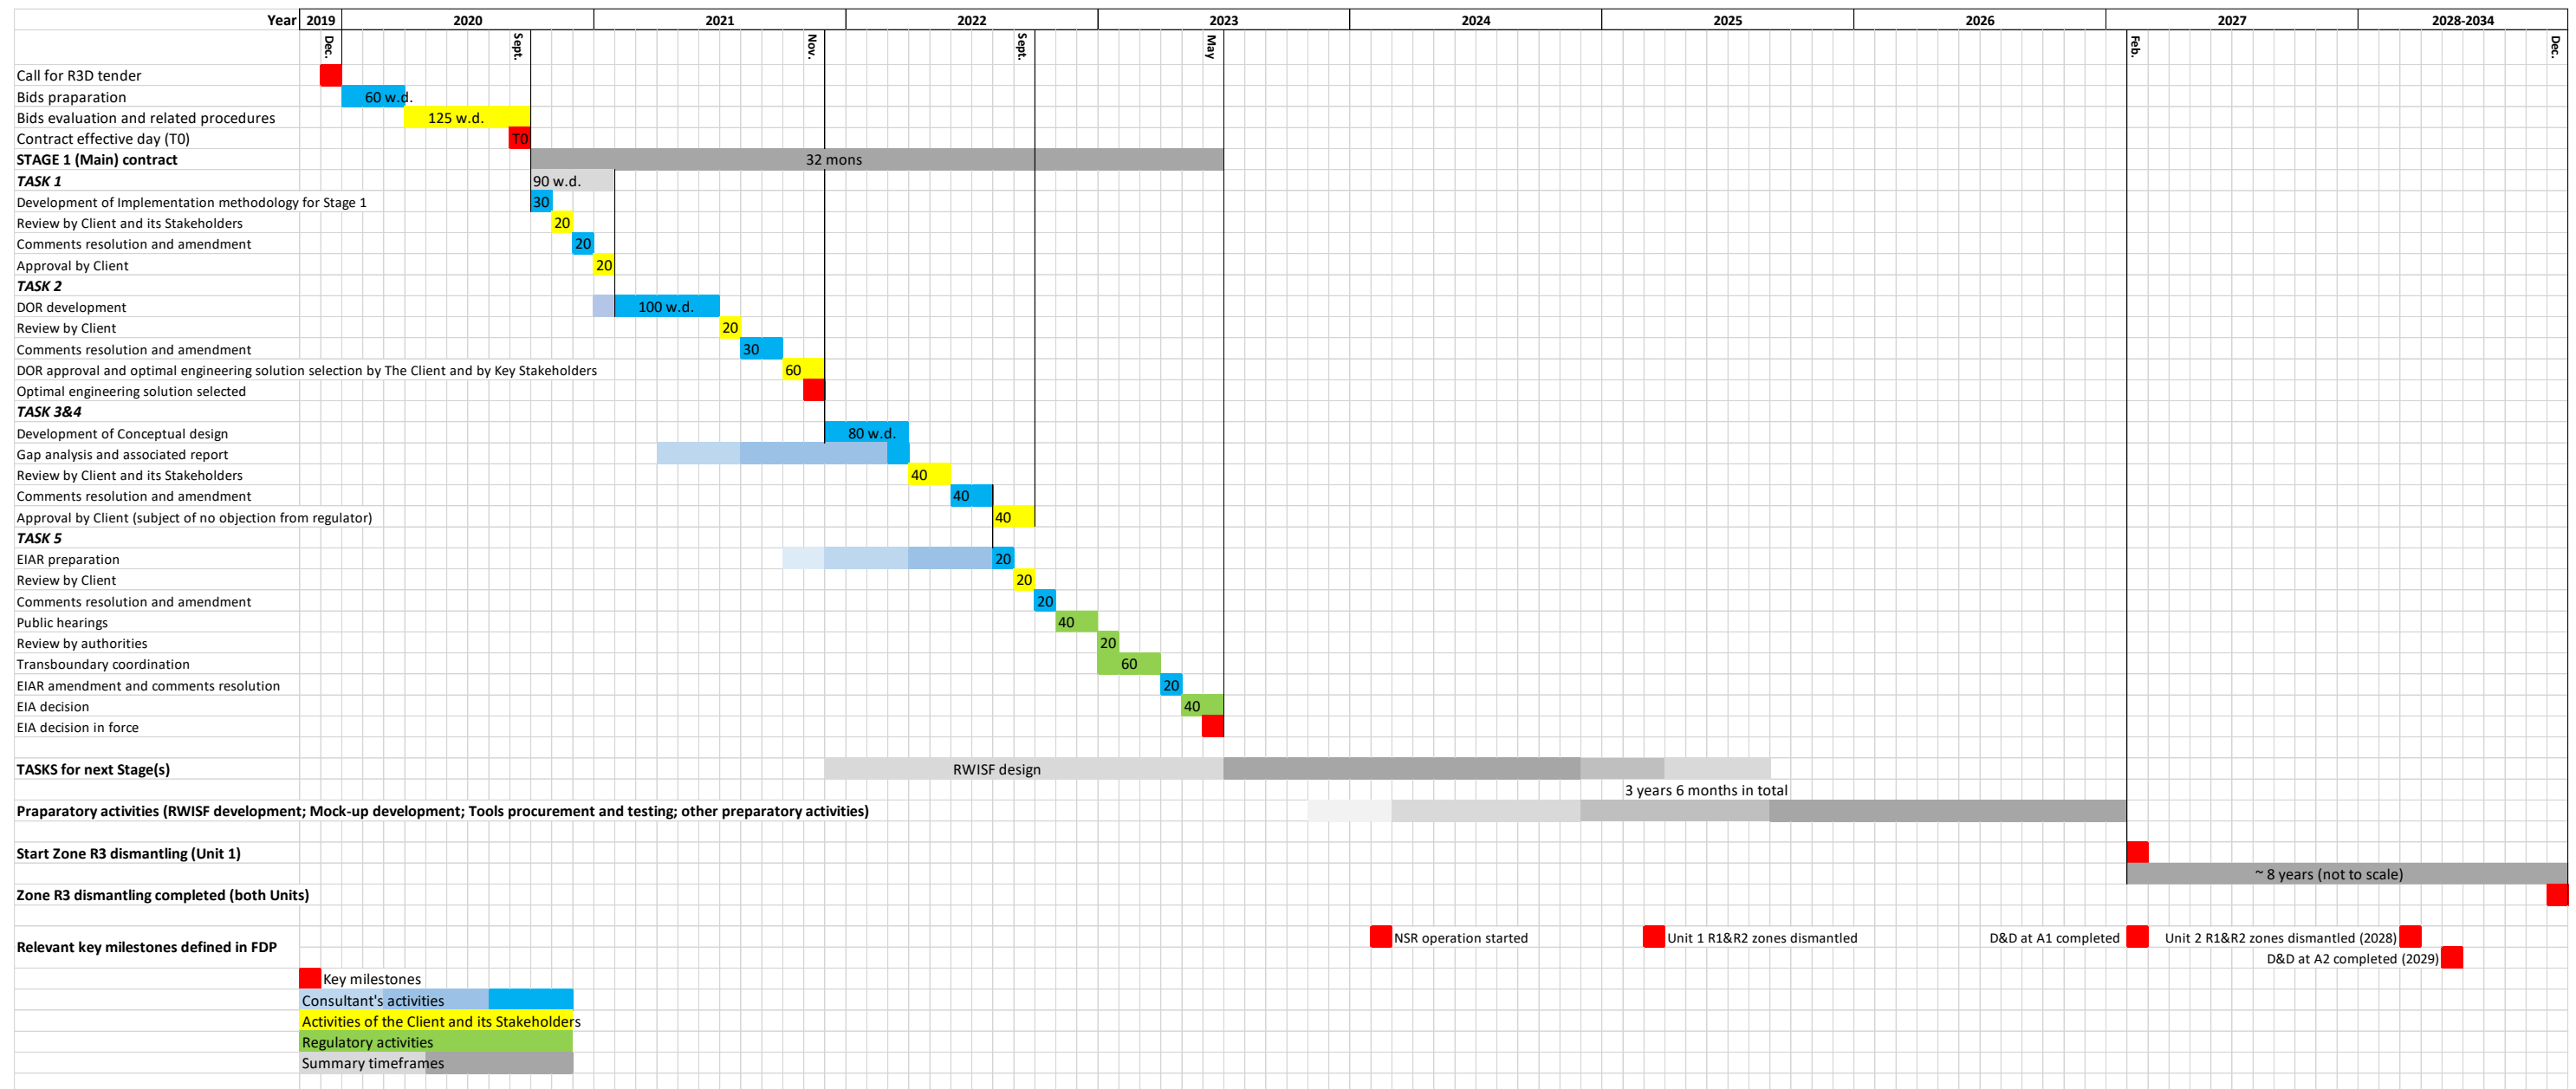 Year 2019 2020 2021 2022 2023 2024 2025 2026 2027 2028-2034
Dec. Sept. Nov. Sept. May Feb. Dec.
Call for R3D tender
Bids praparation 60 w.d.
Bids evaluation and related procedures 125 w.d.
Contract effective day (T0) T0
STAGE 1 (Main) contract 32 mons
TASK 1 90 w.d.
Development of Implementation methodology for Stage 1 30
Review by Client and its Stakeholders 20
Comments resolution and amendment 20
Approval by Client 20
TASK 2
DOR development 100 w.d.
Review by Client 20
Comments resolution and amendment 30
DOR approval and optimal engineering solution selection by The Client and by Key Stakeholders 60
Optimal engineering solution selected
TASK 3&4
Development of Conceptual design 80 w.d.
Gap analysis and associated report
Review by Client and its Stakeholders 40
Comments resolution and amendment 40
Approval by Client (subject of no objection from regulator) 40
TASK 5
EIAR preparation 20
Review by Client 20
Comments resolution and amendment 20
Public hearings 40
Review by authorities 20
Transboundary coordination 60
EIAR amendment and comments resolution 20
EIA decision 40
EIA decision in force
TASKS for next Stage(s) RWISF design
3 years 6 months in total
Praparatory activities (RWISF development; Mock-up development; Tools procurement and testing; other preparatory activities)
Start Zone R3 dismantling (Unit 1)
~ 8 years (not to scale)
Zone R3 dismantling completed (both Units)
Relevant key milestones defined in FDP NSR operation started Unit 1 R1&R2 zones dismantled D&D at A1 completed Unit 2 R1&R2 zones dismantled (2028)
D&D at A2 completed (2029)
Key milestones
Consultant's activities
Activities of the Client and its Stakeholders
Regulatory activities
Summary timeframes